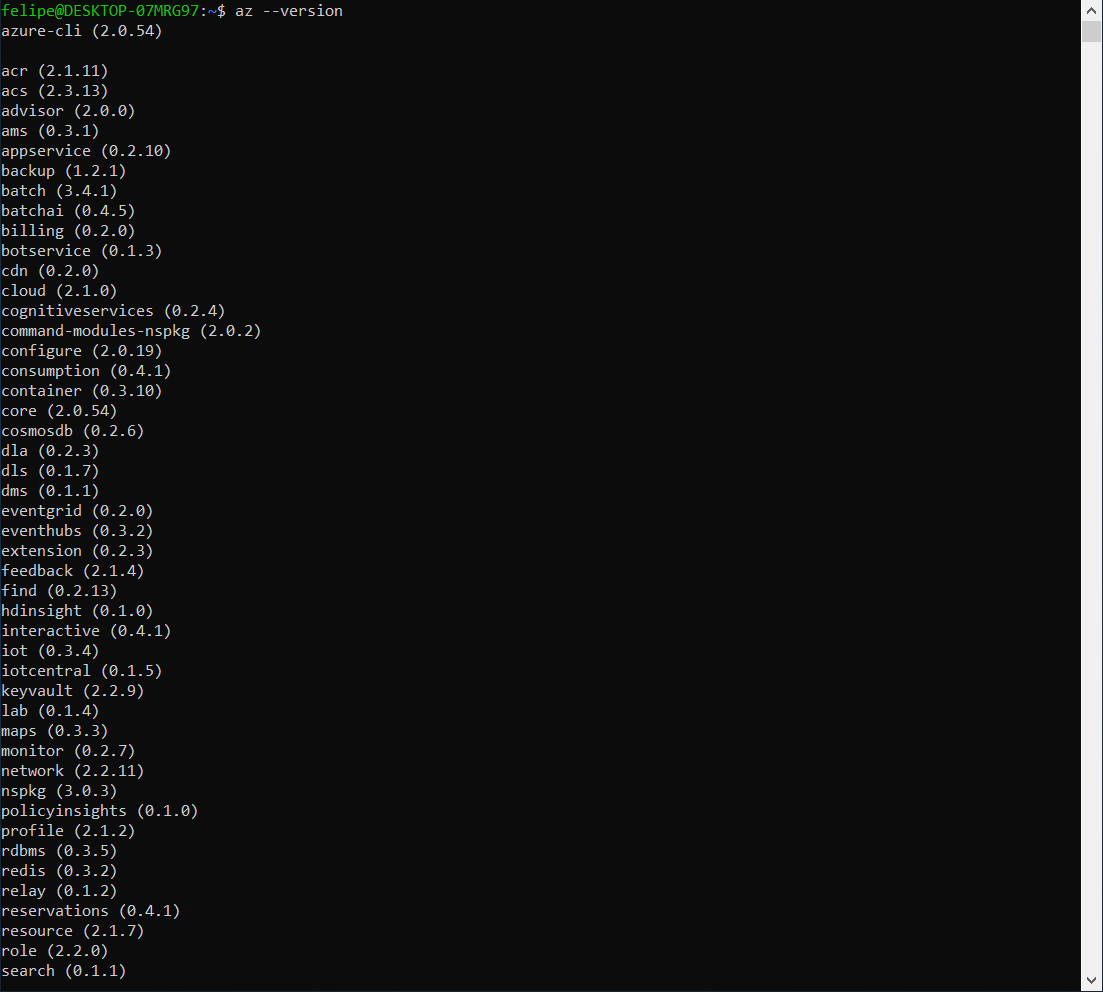 felipe@DESKTOP-07MRG97:~$ az --version
azure-cli (2.0.54)

acr (2.1.11)
acs (2.3.13)
advisor (2.0.0)
ams (0.3.1)
appservice (0.2.10)
backup (1.2.1)
batch (3.4.1)
batchai (0.4.5)
billing (0.2.0)
botservice (0.1.3)
cdn (0.2.0)
cloud (2.1.0)
cognitiveservices (0.2.4)
command-modules-nspkg (2.0.2)
configure (2.0.19)
consumption (0.4.1)
container (0.3.10)
core (2.0.54)
cosmosdb (0.2.6)
dla (0.2.3)
dls (0.1.7)
dms (0.1.1)
eventgrid (0.2.0)
eventhubs (0.3.2)
extension (0.2.3)
feedback (2.1.4)
find (0.2.13)
hdinsight (0.1.0)
interactive (0.4.1)
iot (0.3.4)
iotcentral (0.1.5)
keyvault (2.2.9)
lab (0.1.4)
maps (0.3.3)
monitor (0.2.7)
network (2.2.11)
nspkg (3.0.3)
policyinsights (0.1.0)
profile (2.1.2)
rdbms (0.3.5)
redis (0.3.2)
relay (0.1.2)
reservations (0.4.1)
resource (2.1.7)
role (2.2.0)
search (0.1.1)